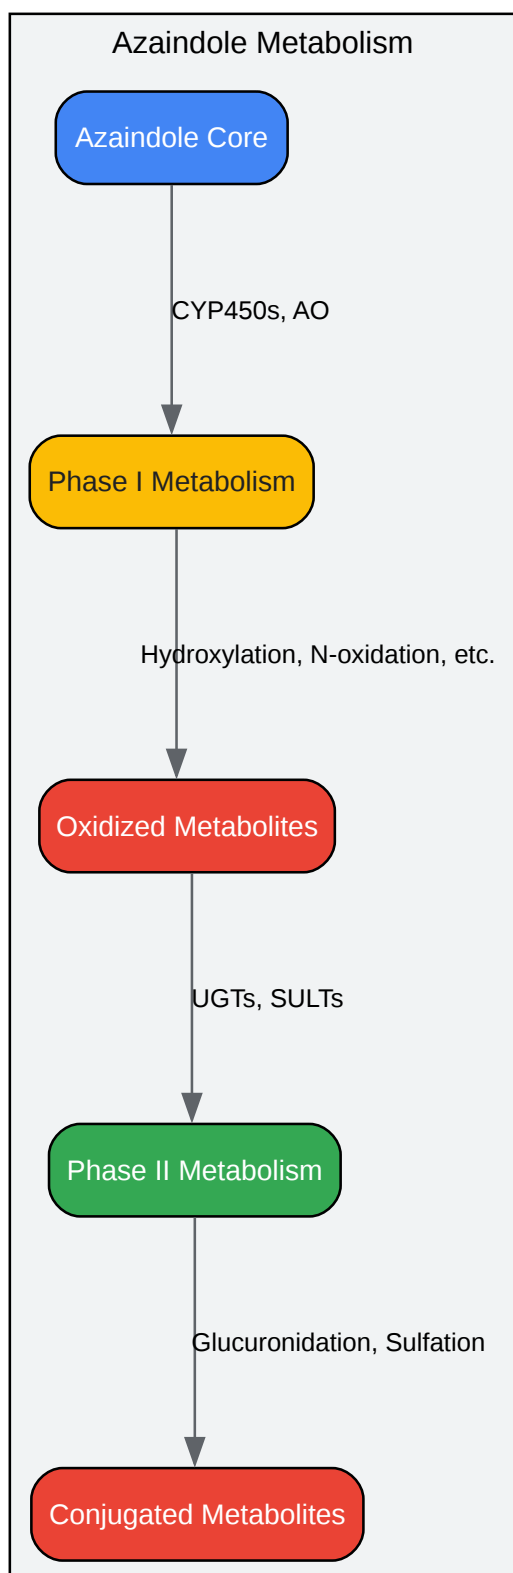 Azaindole Metabolism
Azaindole Core
CYP450s, AO
Phase I Metabolism
Hydroxylation, N-oxidation, etc.
Oxidized Metabolites
UGTs, SULTs
Phase II Metabolism
Glucuronidation, Sulfation
Conjugated Metabolites